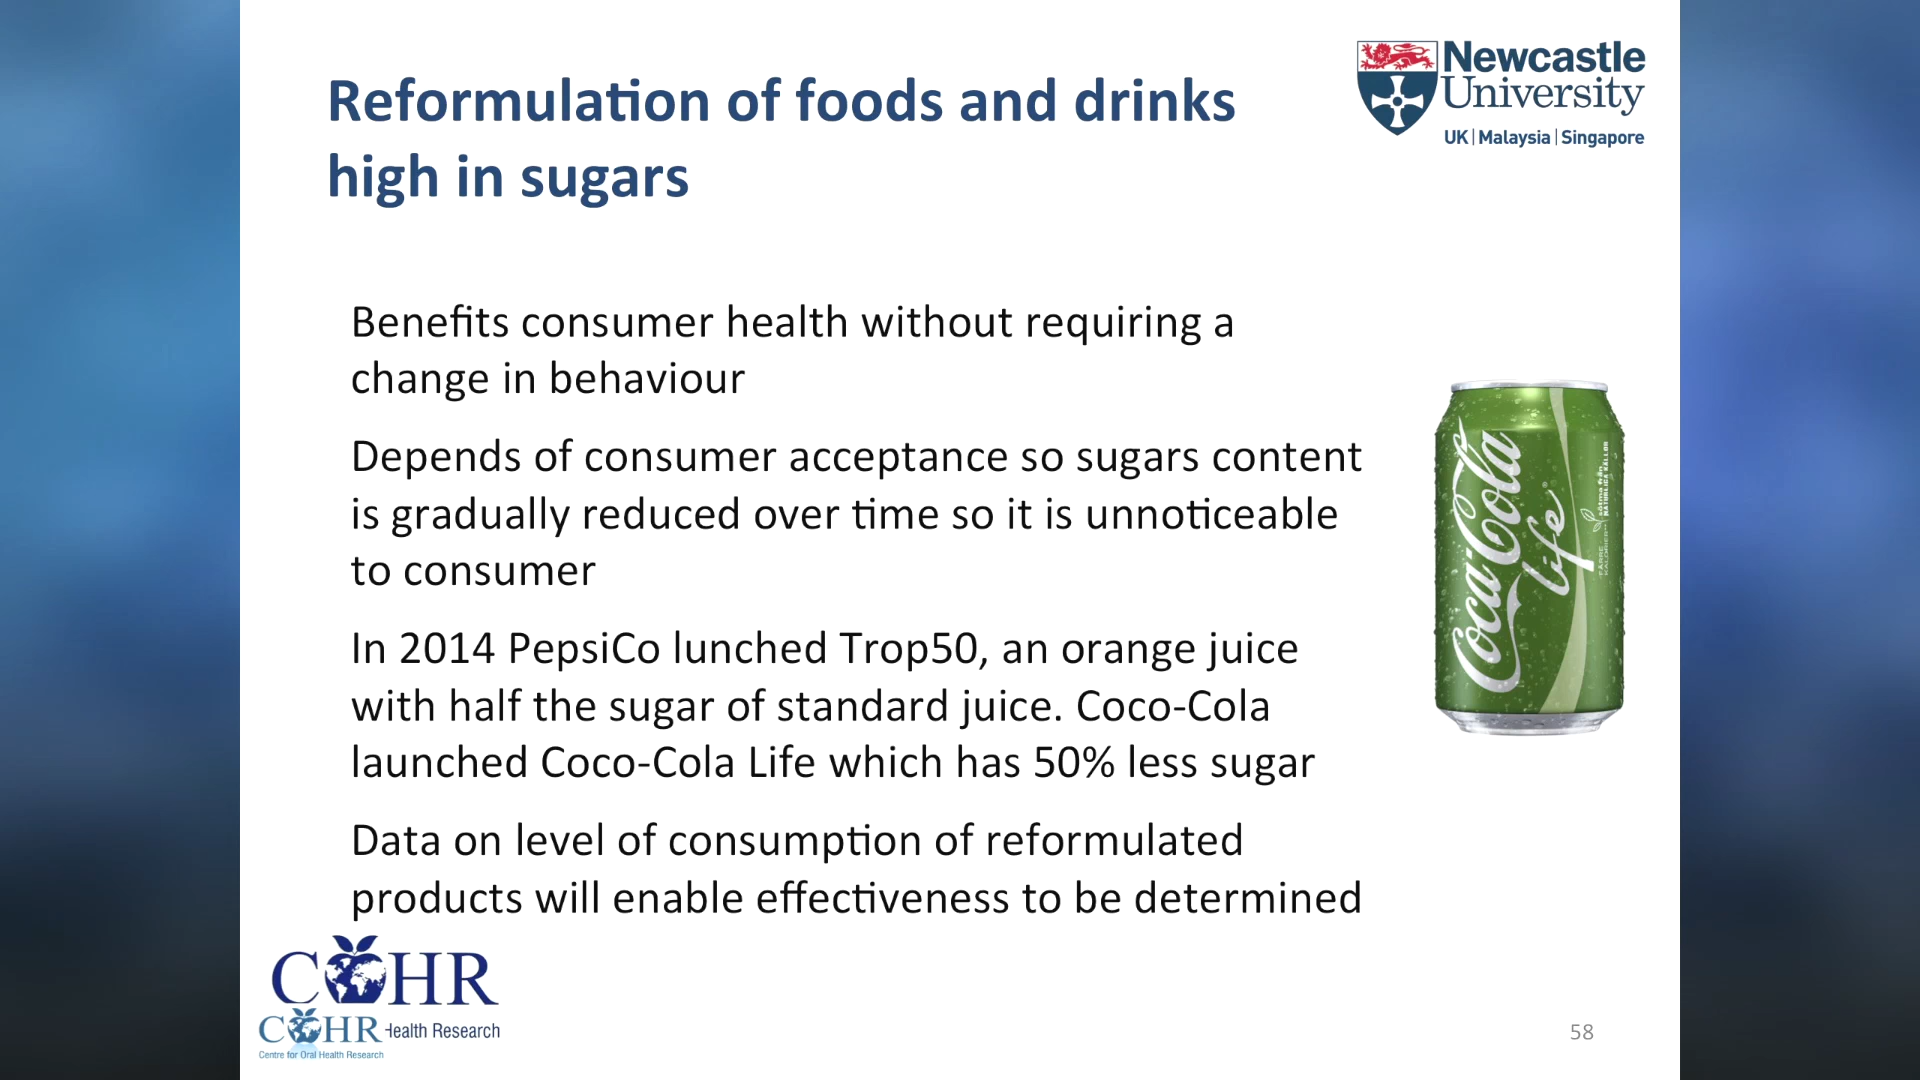 Reformulation of foods and drinks
high in sugars
Newcastle
University
UK | Malaysia | Singapore
Benefits consumer health without requiring a
change in behaviour
Depends of consumer acceptance so sugars content
is gradually reduced over time so it is unnoticeable
to consumer
In 2014 PepsiCo lunched Trop50, an orange juice
with half the sugar of standard juice. Coco-Cola
launched Coco-Cola Life which has 50% less sugar
Data on level of consumption of reformulated
products will enable effectiveness to be determined
Coca-Cola
life
COHR
Health Research
COHR
Centre for Oral Health Research
58